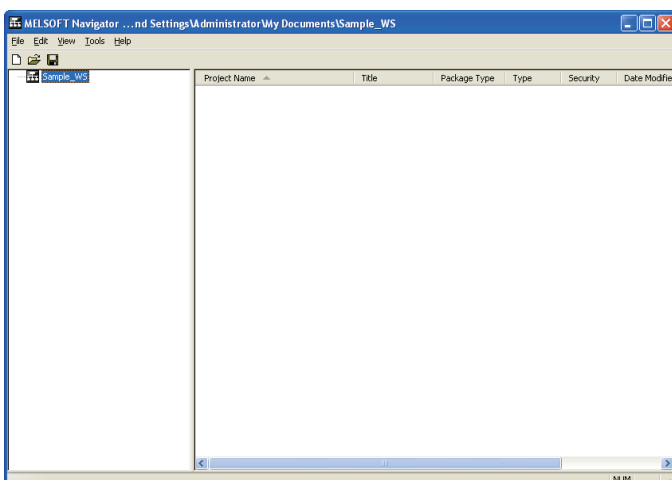 MELSOFT Navigator ...nd Settings\Administrator\My Documents\Sample_WS
File Edit View Tools Help
Sample_WS
Project Name Title Package Type Type Security Date Modifie
NUM